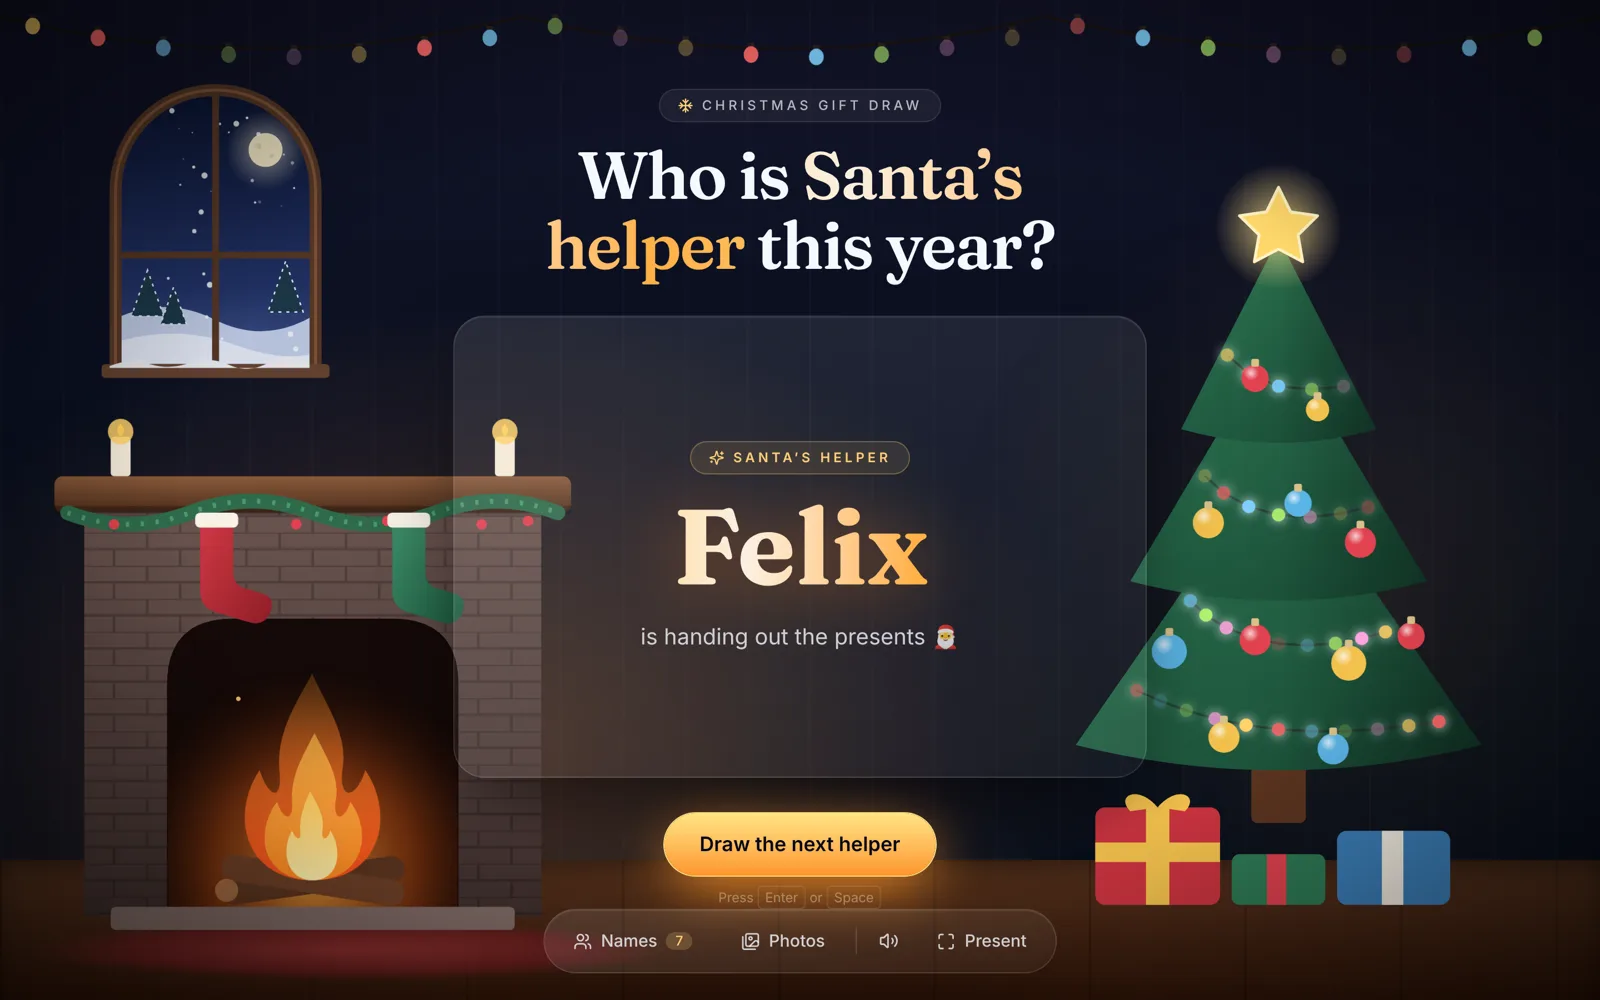 CHRISTMAS GIFT DRAW
Who is Santa’s
helper this year?
SANTA’S HELPER
Felix
is handing out the presents 🎅
Draw the next helper
Press Enter or Space
Names 7 Photos Present